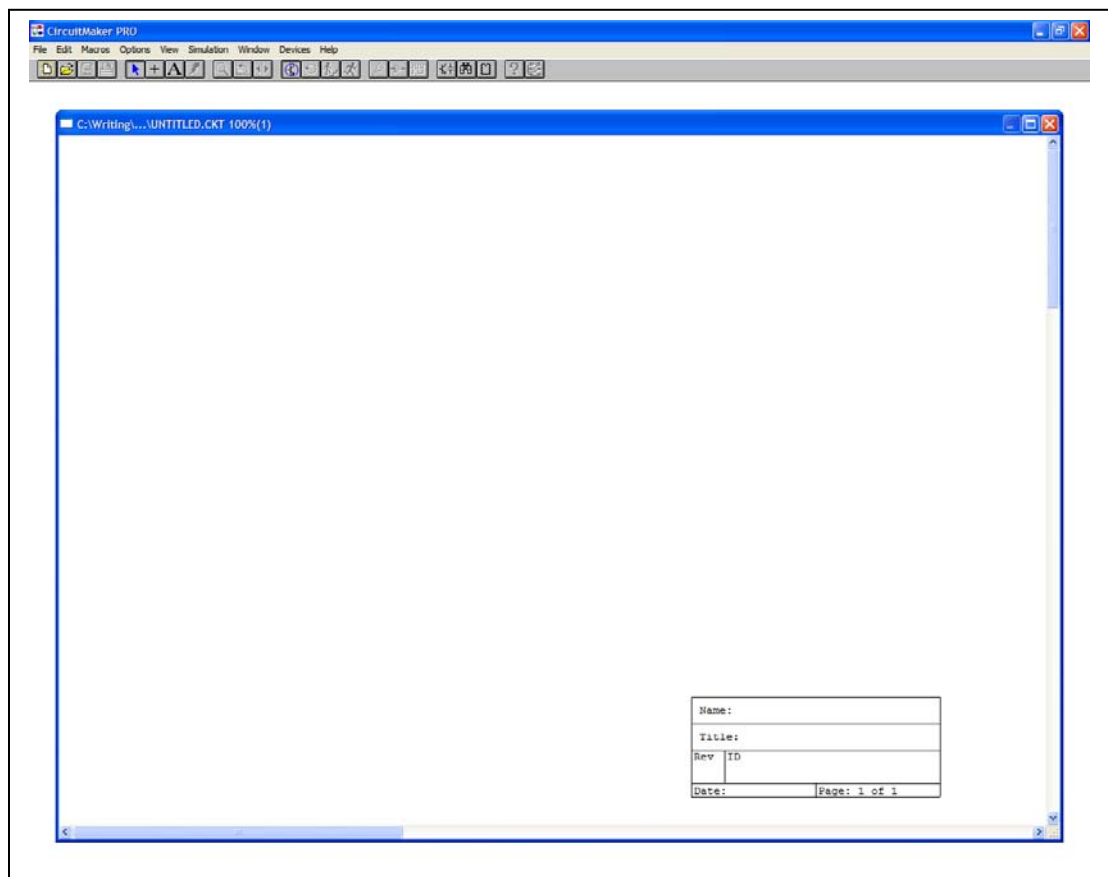 CircuitMaker PRO
File Edit Macros Options View Simulation Window Devices Help
A ?
C:\Writing\...\UNTITLED.CKT 100%(1)
Name:
Title:
Rev ID
Date: Page: 1 of 1